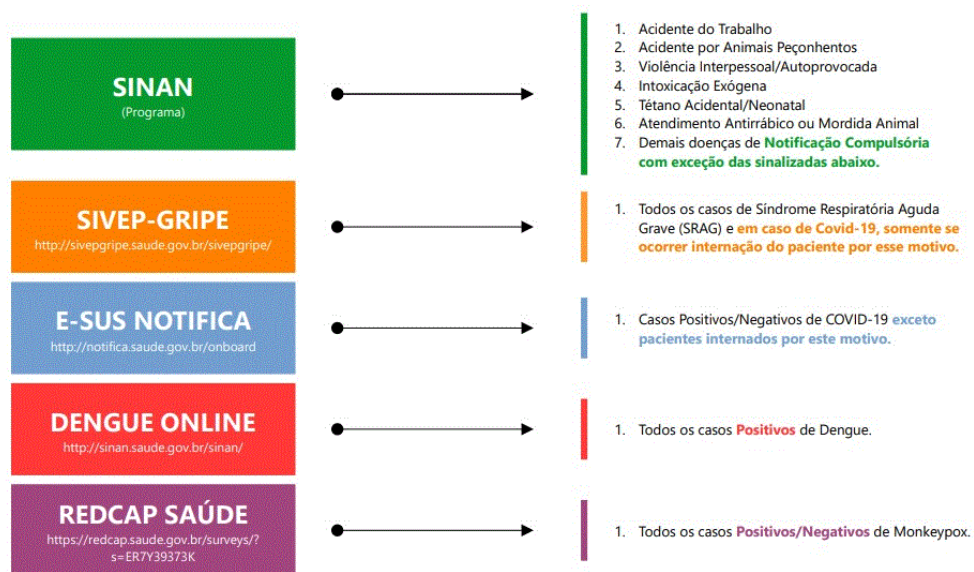 SINAN
(Programa)
1. Acidente do Trabalho
2. Acidente por Animais Peçonhentos
3. Violência Interpessoal/Autoprovocada
4. Intoxicação Exógena
5. Tétano Acidental/Neonatal
6. Atendimento Antirrábico ou Mordida Animal
7. Demais doenças de Notificação Compulsória
com exceção das sinalizadas abaixo.
SIVEP-GRIPE
http://sivepgripe.saude.gov.br/sivepgripe/
1. Todos os casos de Síndrome Respiratória Aguda
Grave (SRAG) e em caso de Covid-19, somente se
ocorrer internação do paciente por esse motivo.
E-SUS NOTIFICA
http://notifica.saude.gov.br/onboard
1. Casos Positivos/Negativos de COVID-19 exceto
pacientes internados por este motivo.
DENGUE ONLINE
http://sinan.saude.gov.br/sinan/
1. Todos os casos Positivos de Dengue.
REDCAP SAÚDE
https://redcap.saude.gov.br/surveys/?
s=ER7Y39373K
1. Todos os casos Positivos/Negativos de Monkeypox.